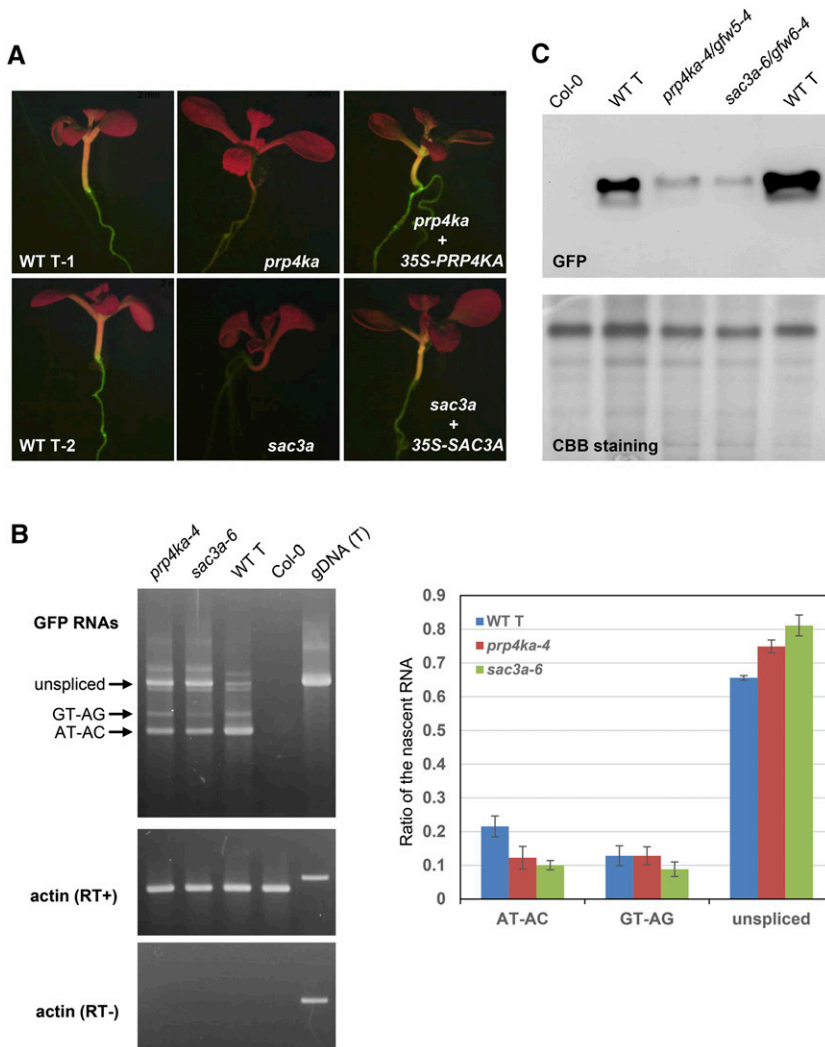 A
WT T-1
prp4ka
prp4ka
+
35S-PRP4KA
WT T-2
sac3a
sac3a
+
35S-SAC3A
C
Col-0
WT T
prp4ka-4/gfw5-4
sac3a-6/gfw6-4
WT T
GFP
CBB staining
B
prp4ka-4
sac3a-6
WT T
Col-0
gDNA (T)
GFP RNAs
unspliced
GT-AG
AT-AC
actin (RT+)
actin (RT-)
Ratio of the nascent RNA
0.9
0.8
0.7
0.6
0.5
0.4
0.3
0.2
0.1
0
WT T
prp4ka-4
sac3a-6
AT-AC
GT-AG
unspliced